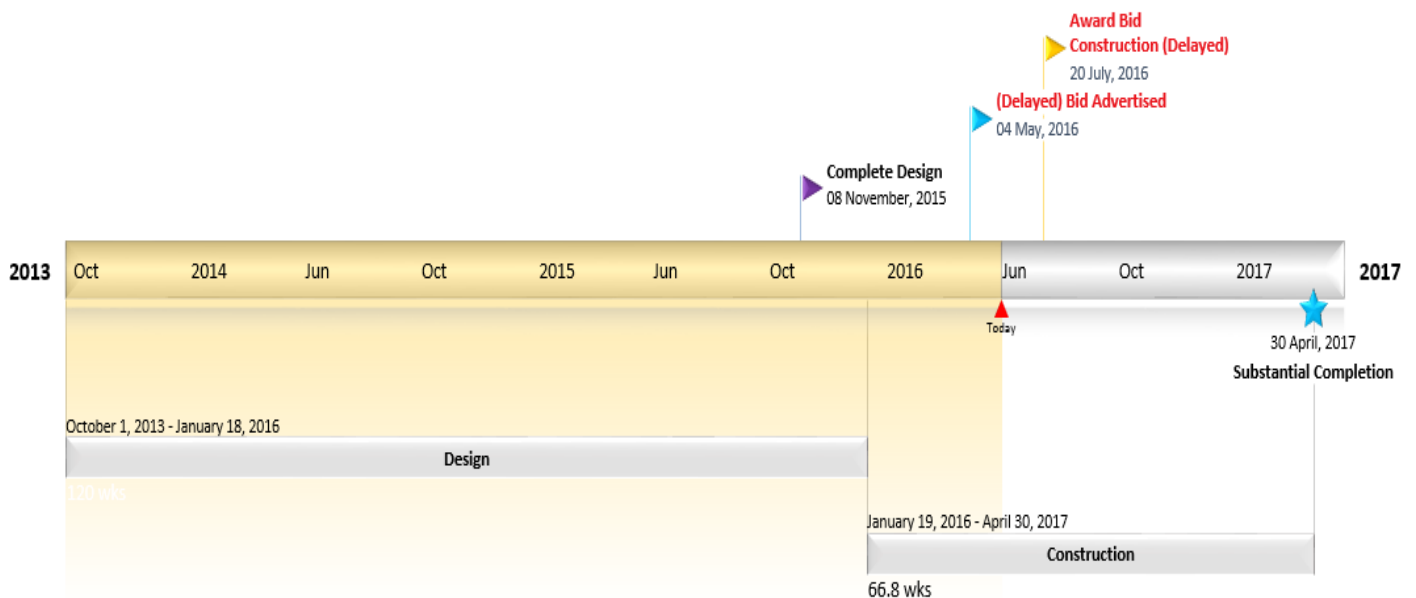 Award Bid
Construction (Delayed)
20 July, 2016
(Delayed) Bid Advertised
04 May, 2016
Complete Design
08 November, 2015
2013 Oct 2014 Jun Oct 2015 Jun Oct 2016 Jun Oct 2017 2017
Today
30 April, 2017
Substantial Completion
October 1, 2013 - January 18, 2016
Design
120 wks
January 19, 2016 - April 30, 2017
Construction
66.8 wks